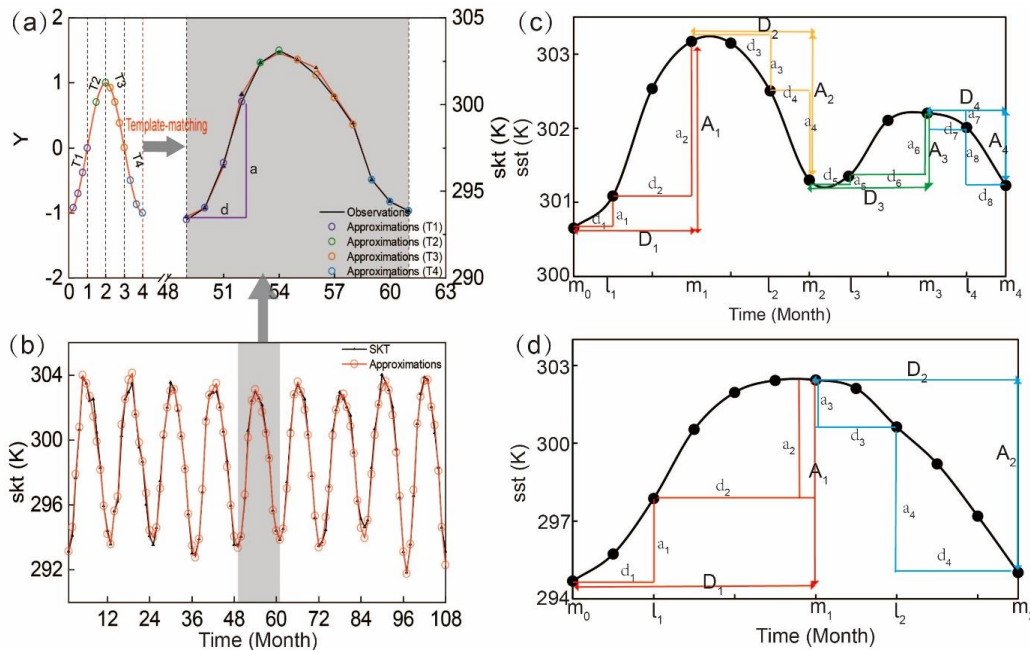 (a)
Y
2
1
0
-1
-2
T1
T2
T3
T4
Template-matching
a
d
Observations
Approximations (T1)
Approximations (T2)
Approximations (T3)
Approximations (T4)
0 1 2 3 4 48 51 54 57 60 63
305
300
295
290
skt (K)
(b)
skt (K)
304
300
296
292
SKT
Approximations
12 24 36 48 60 72 84 96 108
Time (Month)
(c)
sst (K)
303
302
301
300
D₂
d₃
a₃
d₄
a₄
A₂
a₂
A₁
d₂
d₁
a₁
D₁
D₄
a₇
d₇
a₆
A₃
a₈
A₄
d₅
a₅
d₆
D₃
d₈
m₀ l₁ m₁ l₂ m₂ l₃ m₃ l₄ m₄
Time (Month)
(d)
sst (K)
303
300
297
294
D₂
a₃
d₃
a₂
A₁
A₂
d₂
a₁
a₄
d₁
d₄
D₁
m₀ l₁ m₁ l₂
Time (Month)